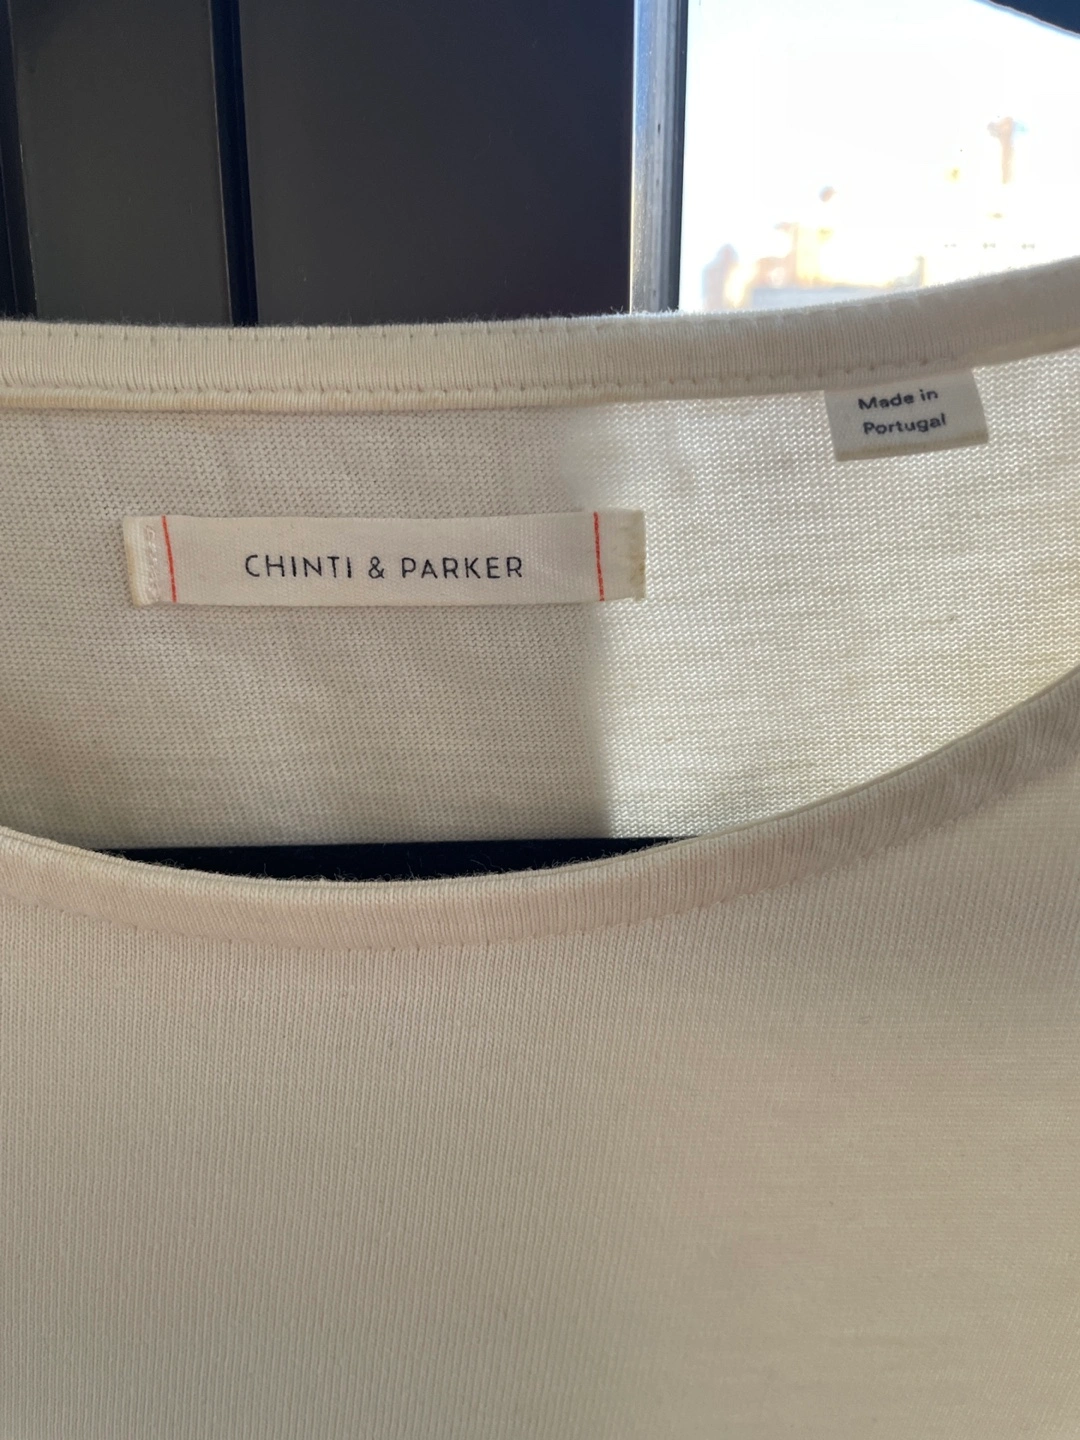 Made in
Portugal
CHINTI & PARKER